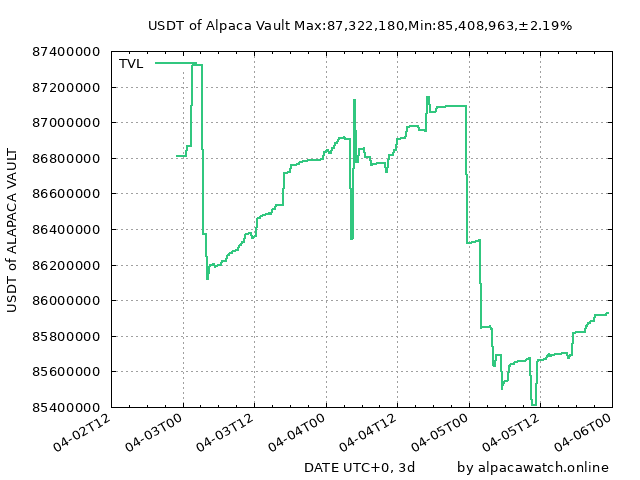 USDT of Alpaca Vault Max:87,322,180,Min:85,408,963,±2.19%
87400000
TVL
87200000
87000000
86800000
86600000
86400000
86200000
86000000
85800000
85600000
85400000
USDT of ALAPACA VAULT
04-02T12
04-03T00
04-03T12
04-04T00
04-04T12
04-05T00
04-05T12
04-06T00
DATE UTC+0, 3d
by alpacawatch.online